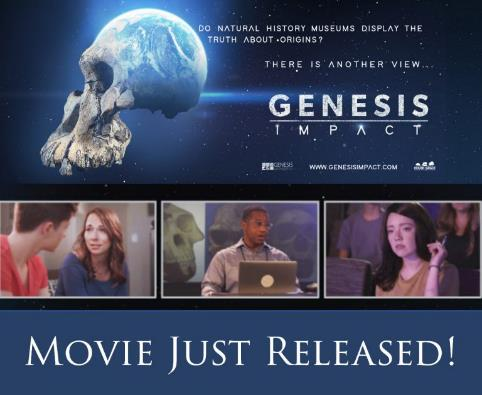 DO NATURAL HISTORY MUSEUMS DISPLAY THE
TRUTH ABOUT ORIGINS?
THERE IS ANOTHER VIEW...
GENESIS
IMPACT
GENESIS
WWW.GENESISIMPACT.COM
MOVIE JUST RELEASED!